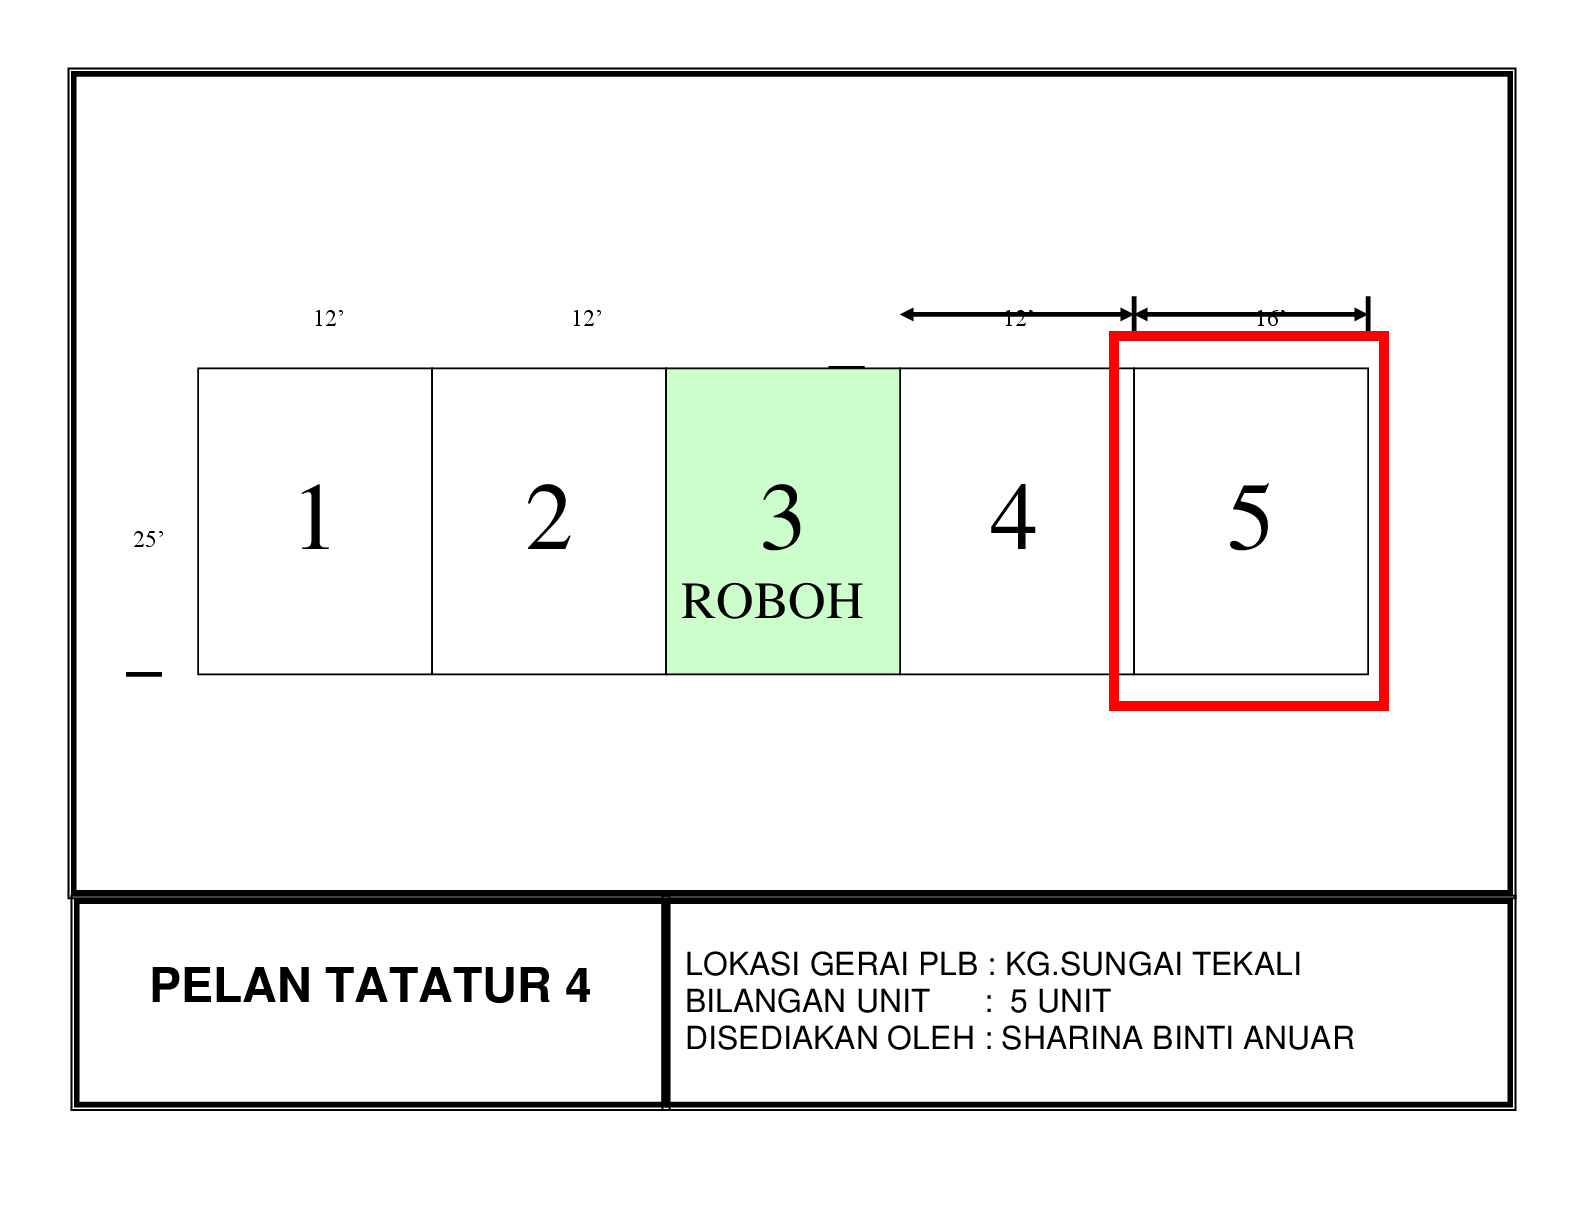 12’ 12’ 12’ 16’
1 2 3 4 5
25’
ROBOH
PELAN TATATUR 4
LOKASI GERAI PLB : KG.SUNGAI TEKALI
BILANGAN UNIT : 5 UNIT
DISEDIAKAN OLEH : SHARINA BINTI ANUAR